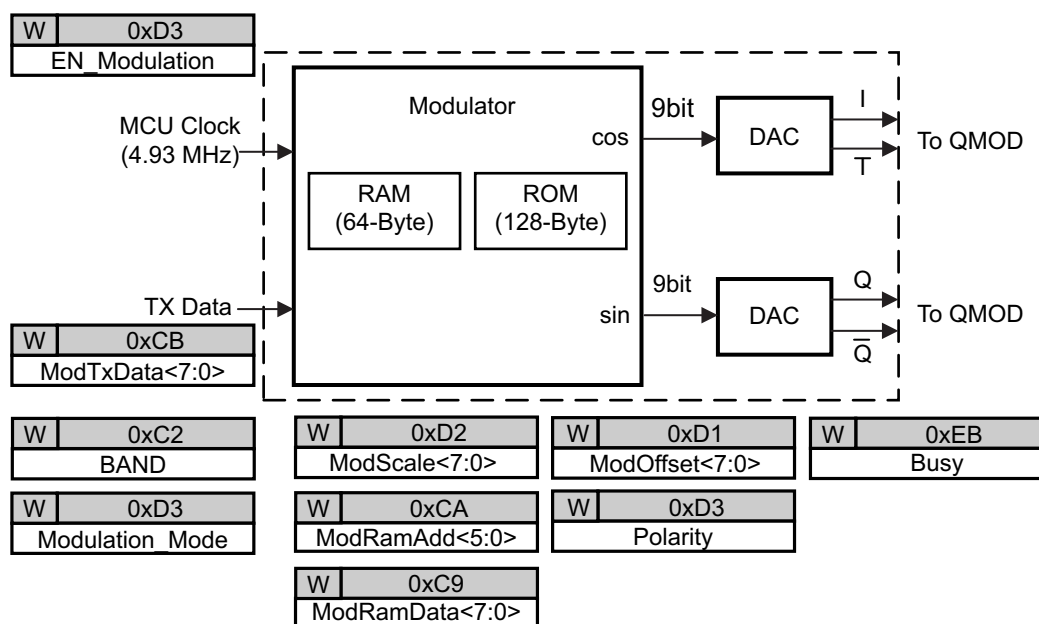 W 0xD3
EN_Modulation
MCU Clock
(4.93 MHz)
TX Data
W 0xCB
ModTxData<7:0>
Modulator
cos
RAM
(64-Byte)
ROM
(128-Byte)
sin
9bit
DAC
I
T
To QMOD
9bit
DAC
Q
Q̅
To QMOD
W 0xC2
BAND
W 0xD2
ModScale<7:0>
W 0xD1
ModOffset<7:0>
W 0xEB
Busy
W 0xD3
Modulation_Mode
W 0xCA
ModRamAdd<5:0>
W 0xD3
Polarity
W 0xC9
ModRamData<7:0>